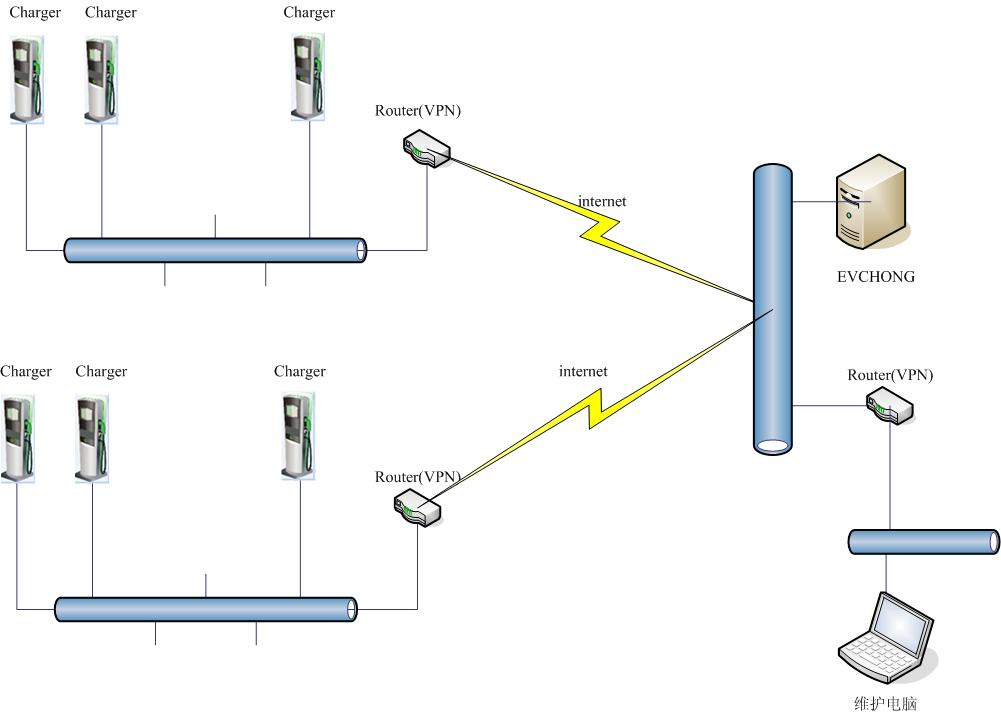 Charger
Charger
Charger
Router(VPN)
internet
EVCHONG
Charger
Charger
Charger
internet
Router(VPN)
Router(VPN)
维护电脑